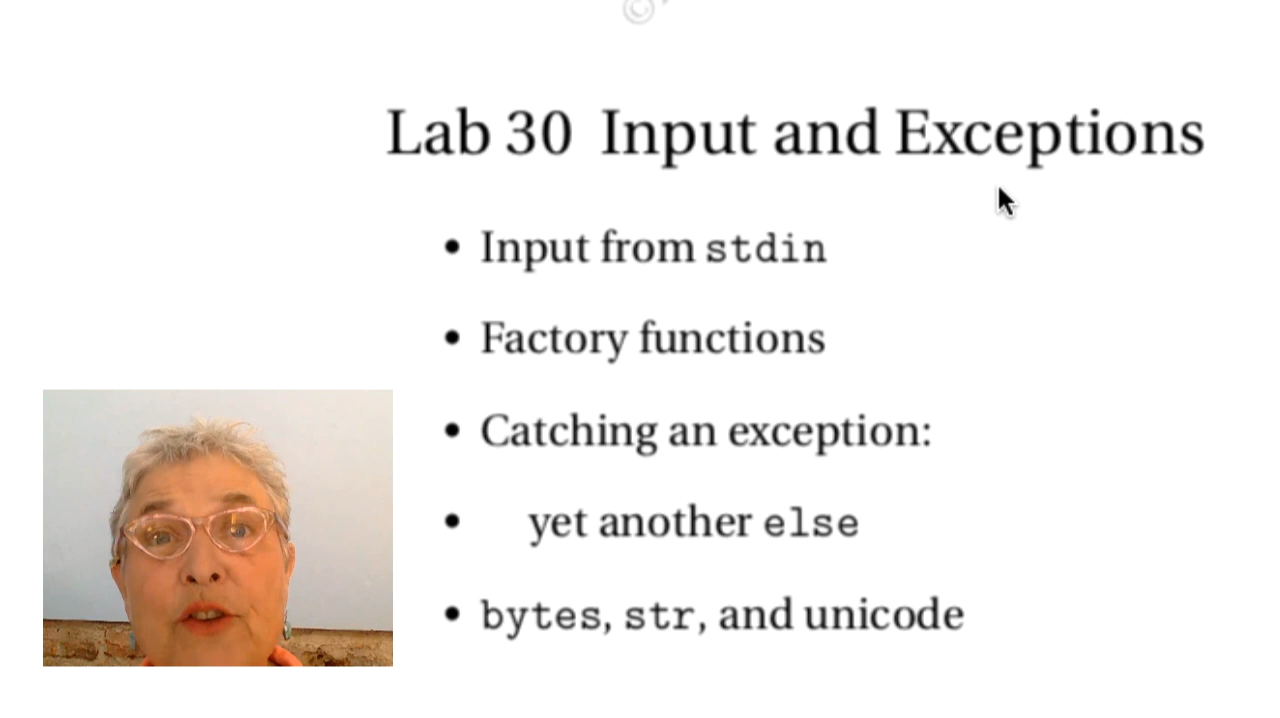 ©
Lab 30 Input and Exceptions
• Input from stdin
• Factory functions
• Catching an exception:
• yet another else
• bytes, str, and unicode